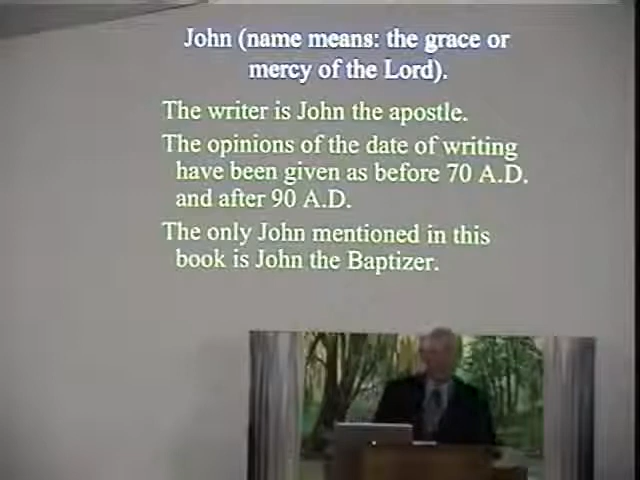 John (name means: the grace or
mercy of the Lord).
The writer is John the apostle.
The opinions of the date of writing
have been given as before 70 A.D.
and after 90 A.D.
The only John mentioned in this
book is John the Baptizer.